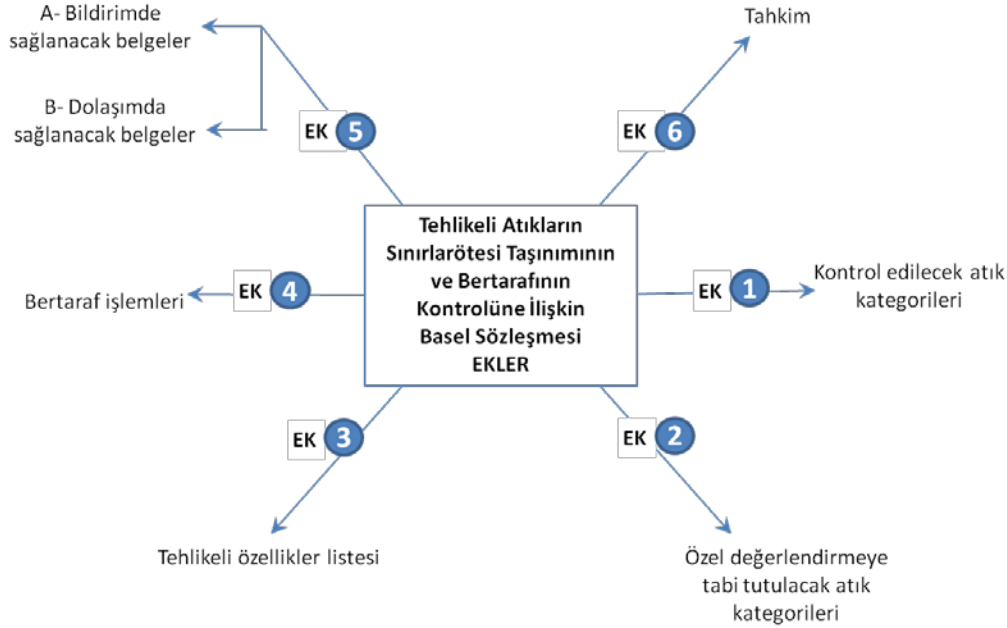 A- Bildirimde
sağlanacak belgeler
B- Dolaşımda
sağlanacak belgeler
EK 5
Tahkim
EK 6
Tehlikeli Atıkların
Sınırlarötesi Taşınımının
ve Bertarafının
Kontrolüne İlişkin
Basel Sözleşmesi
EKLER
Bertaraf işlemleri
EK 4
EK 1
Kontrol edilecek atık
kategorileri
EK 3
Tehlikeli özellikler listesi
EK 2
Özel değerlendirmeye
tabi tutulacak atık
kategorileri